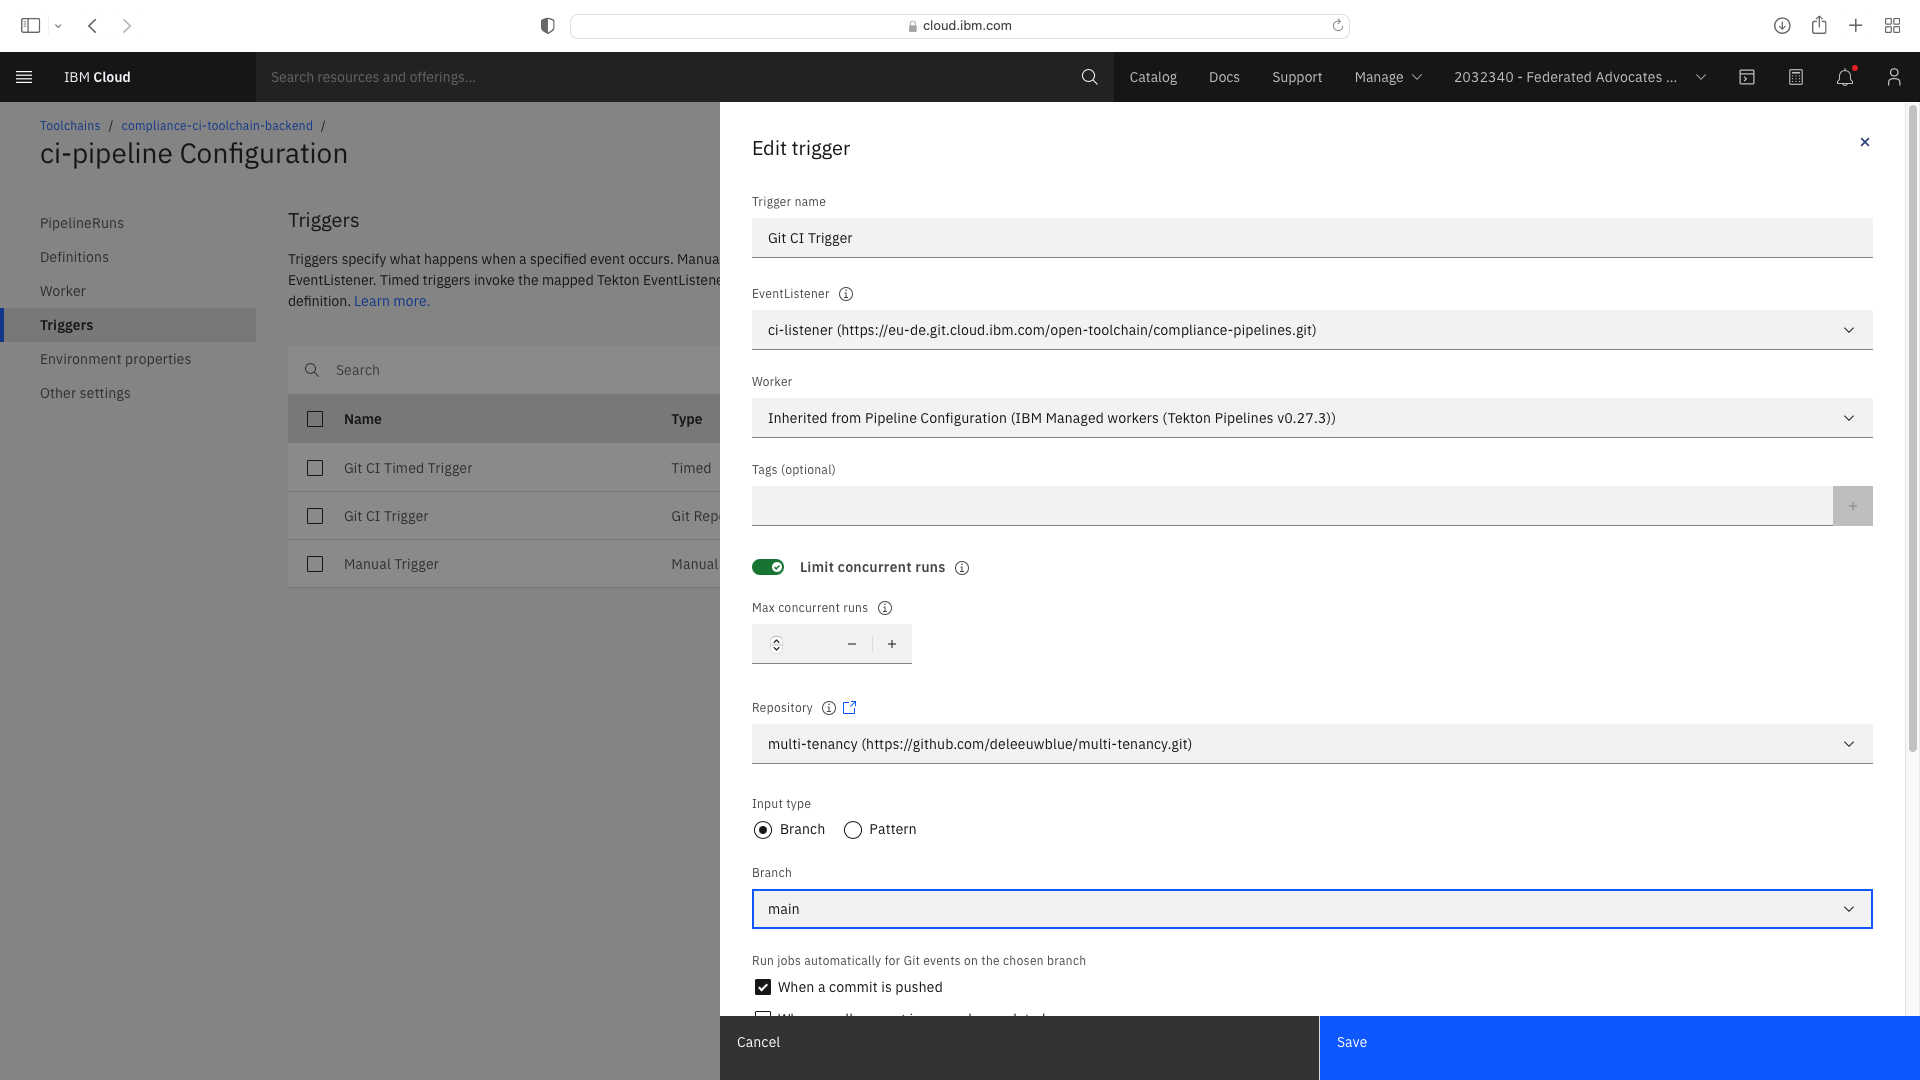 cloud.ibm.com
IBM Cloud
Search resources and offerings...
Catalog
Docs
Support
Manage
2032340 - Federated Advocates ...
Toolchains / compliance-ci-toolchain-backend /
ci-pipeline Configuration
PipelineRuns
Definitions
Worker
Triggers
Environment properties
Other settings
Triggers
Triggers specify what happens when a specified event occurs. Manua
EventListener. Timed triggers invoke the mapped Tekton EventListene
definition. Learn more.
Search
Name Type
Git CI Timed Trigger Timed
Git CI Trigger Git Rep
Manual Trigger Manual
Edit trigger
Trigger name
Git CI Trigger
EventListener
ci-listener (https://eu-de.git.cloud.ibm.com/open-toolchain/compliance-pipelines.git)
Worker
Inherited from Pipeline Configuration (IBM Managed workers (Tekton Pipelines v0.27.3))
Tags (optional)
Limit concurrent runs
Max concurrent runs
Repository
multi-tenancy (https://github.com/deleeuwblue/multi-tenancy.git)
Input type
Branch Pattern
Branch
main
Run jobs automatically for Git events on the chosen branch
When a commit is pushed
Cancel
Save